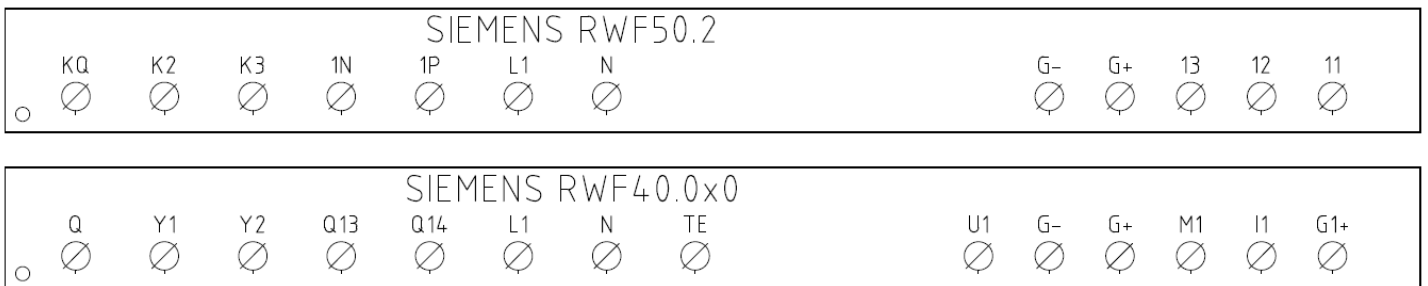 SIEMENS RWF50.2
KQ K2 K3 1N 1P L1 N G- G+ 13 12 11
SIEMENS RWF40.0x0
Q Y1 Y2 Q13 Q14 L1 N TE U1 G- G+ M1 I1 G1+